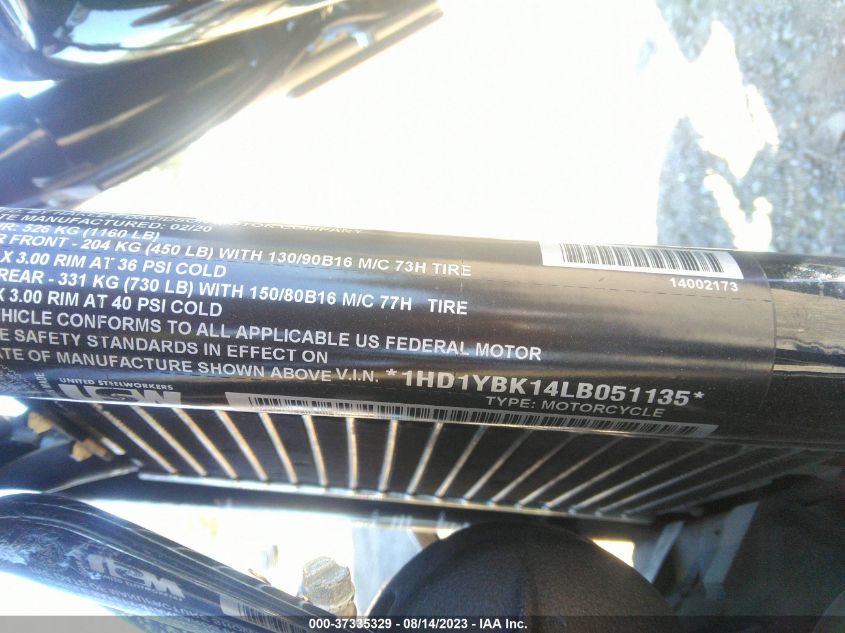 MOTOR COMPANY
MANUFACTURED: 02/20
526 KG (1160 LB)
FRONT - 204 KG (450 LB) WITH 130/90B16 M/C 73H TIRE
X 3.00 RIM AT 36 PSI COLD
REAR - 331 KG (730 LB) WITH 150/80B16 M/C 77H TIRE
X 3.00 RIM AT 40 PSI COLD
CONFORMS TO ALL APPLICABLE US FEDERAL MOTOR
SAFETY STANDARDS IN EFFECT ON
OF MANUFACTURE SHOWN ABOVE V.I.N. *1HD1YBK14LB051135*
TYPE: MOTORCYCLE
14002173
MADE
UNITED STEELWORKERS
000-37335329 - 08/14/2023 - IAA Inc.